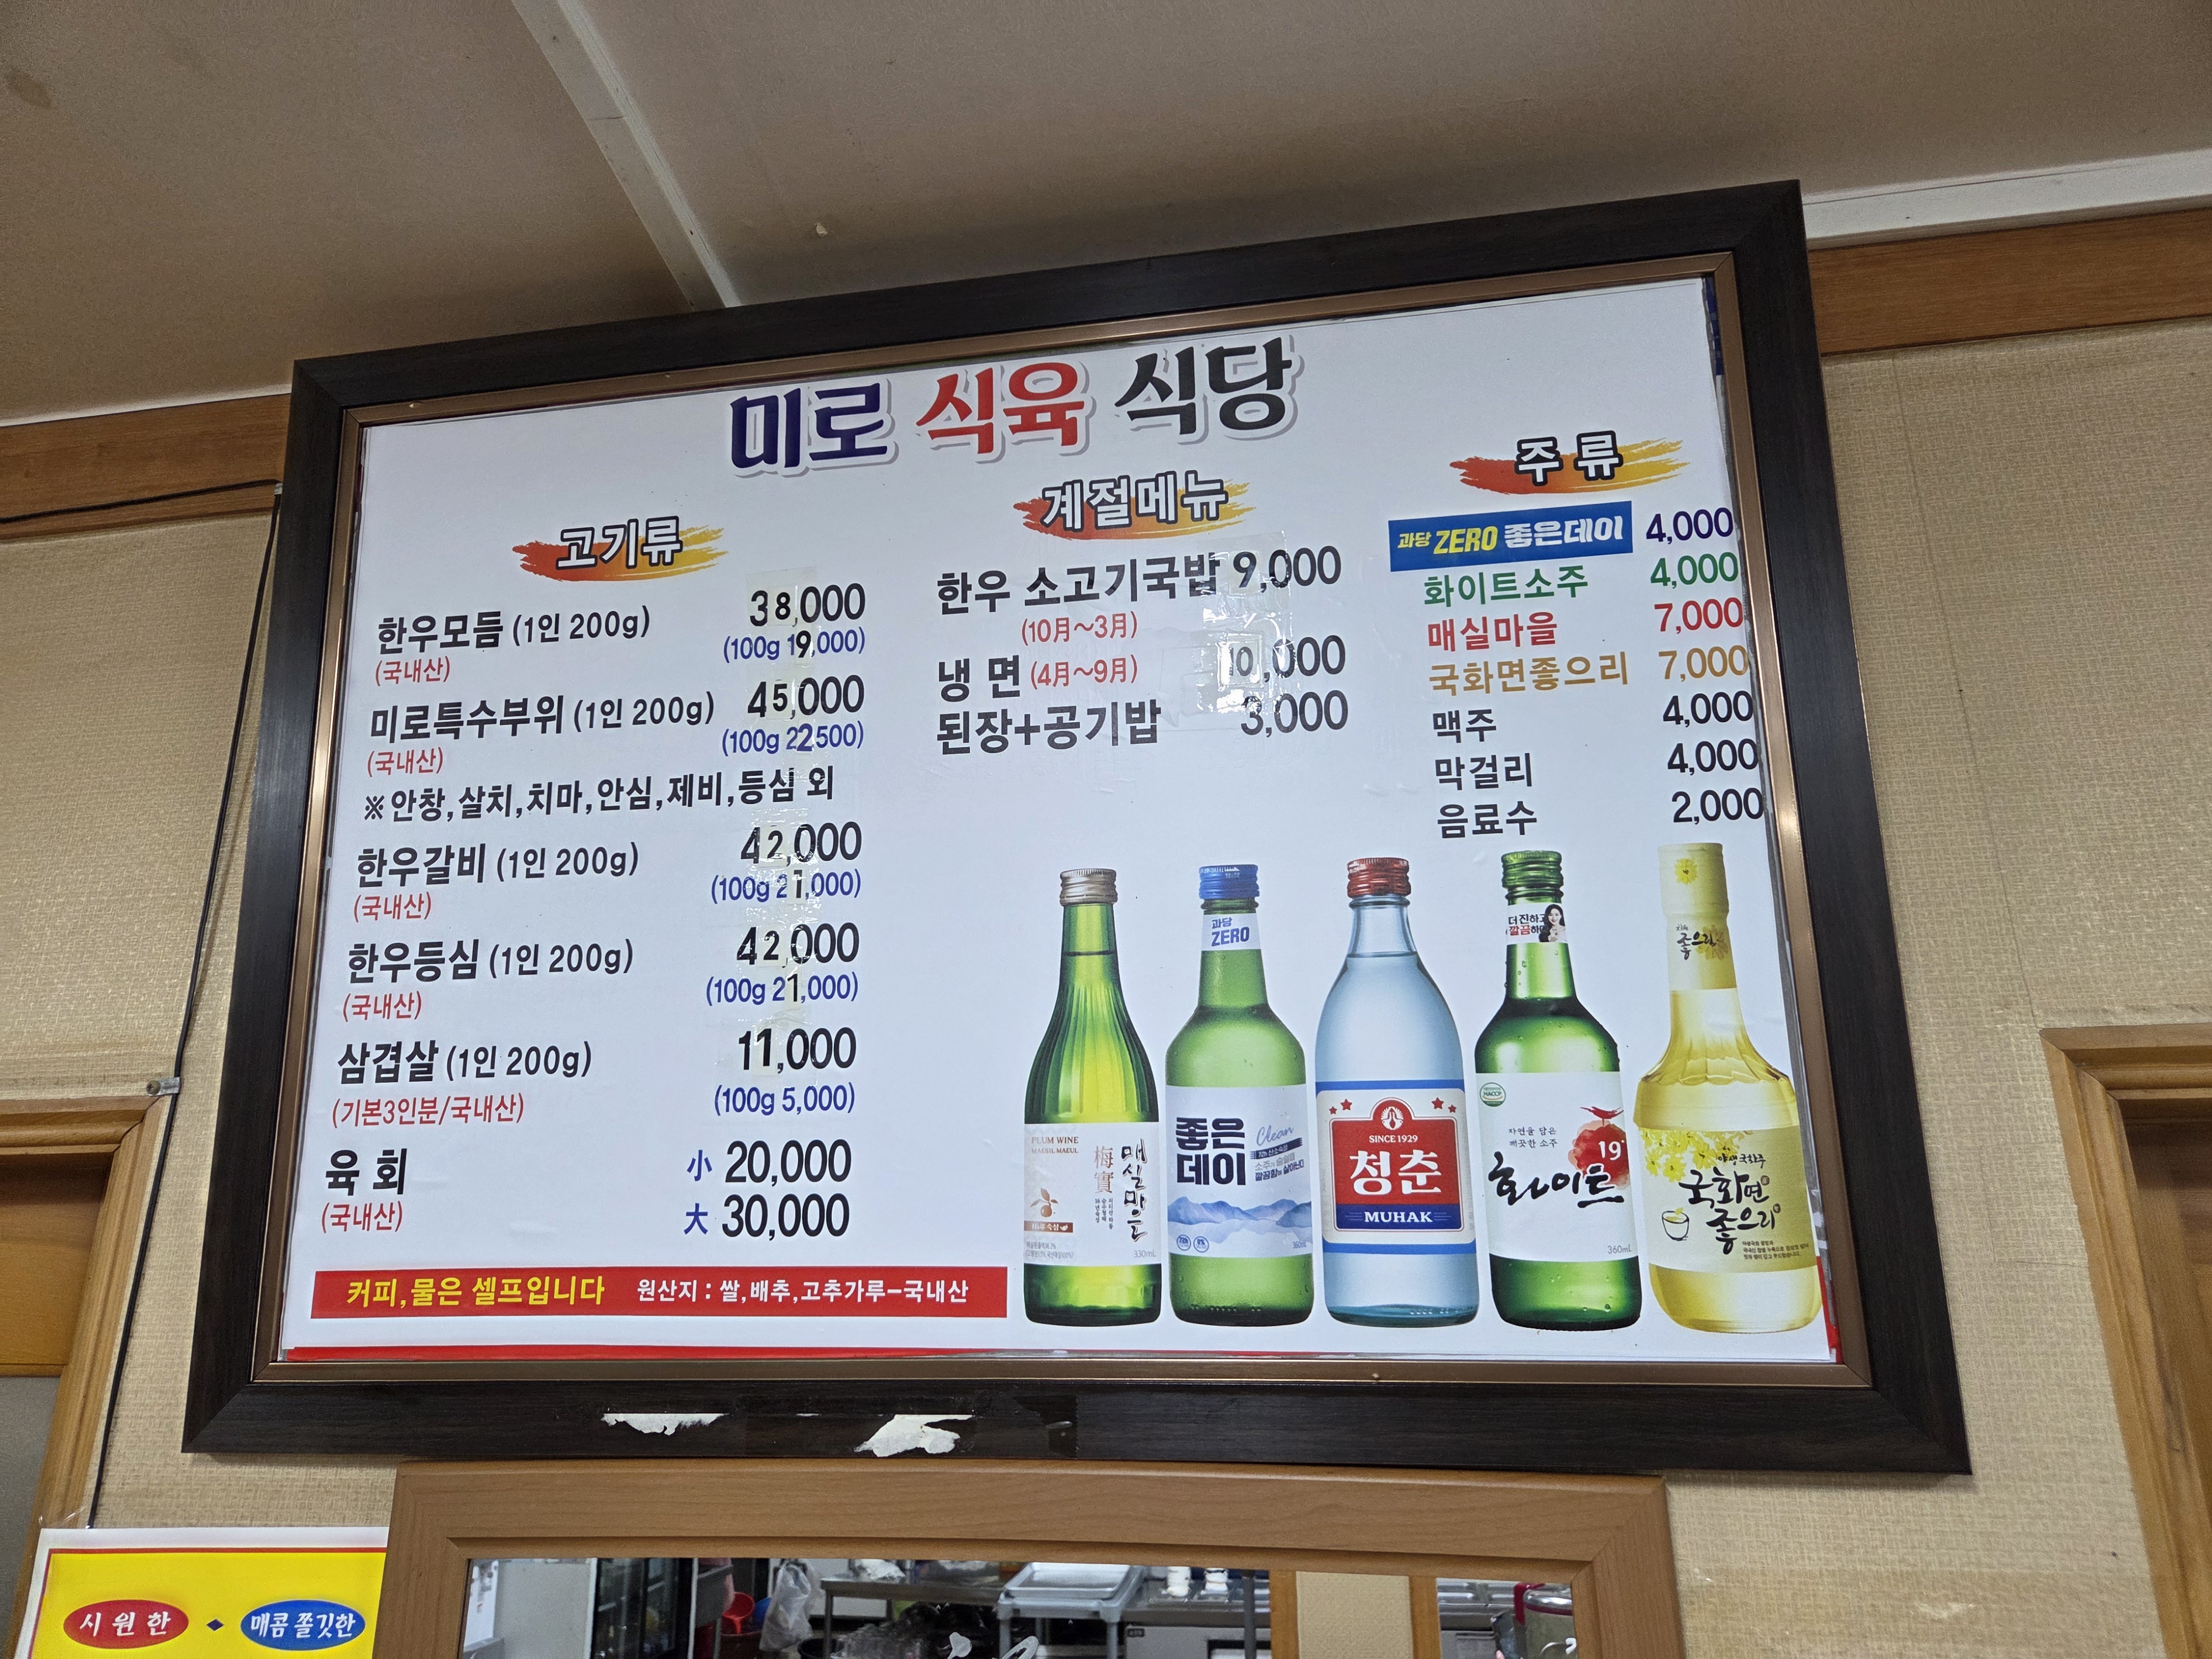 미로 식육 식당
고기류
한우모듬 (1인 200g) 38,000
(국내산) (100g 19,000)
미로특수부위 (1인 200g) 45,000
(국내산) (100g 22500)
※안창,살치,치마,안심,제비,등심 외
한우갈비 (1인 200g) 42,000
(국내산) (100g 21,000)
한우등심 (1인 200g) 42,000
(국내산) (100g 21,000)
삼겹살 (1인 200g) 11,000
(기본3인분/국내산) (100g 5,000)
육 회 小 20,000
(국내산) 大 30,000
커피,물은 셀프입니다 원산지 : 쌀,배추,고추가루-국내산
계절메뉴
한우 소고기국밥 9,000
(10月~3月)
냉 면 (4月~9月) 10,000
된장+공기밥 3,000
주 류
과당 ZERO 좋은데이 4,000
화이트소주 4,000
매실마을 7,000
국화면좋으리 7,000
맥주 4,000
막걸리 4,000
음료수 2,000
PLUM WINE
MAESIL MAEUL
梅實
매실마을
330mL
과당
ZERO
좋은
데이
Clean
360mL
SINCE 1929
청춘
MUHAK
더 진하고
깔끔하
HACCP
자연을 담은
깨끗한 소주
19
화이트
360mL
좋으리
야생국화주
국화면
좋으리
시 원 한 ◆ 매콤 쫄깃한